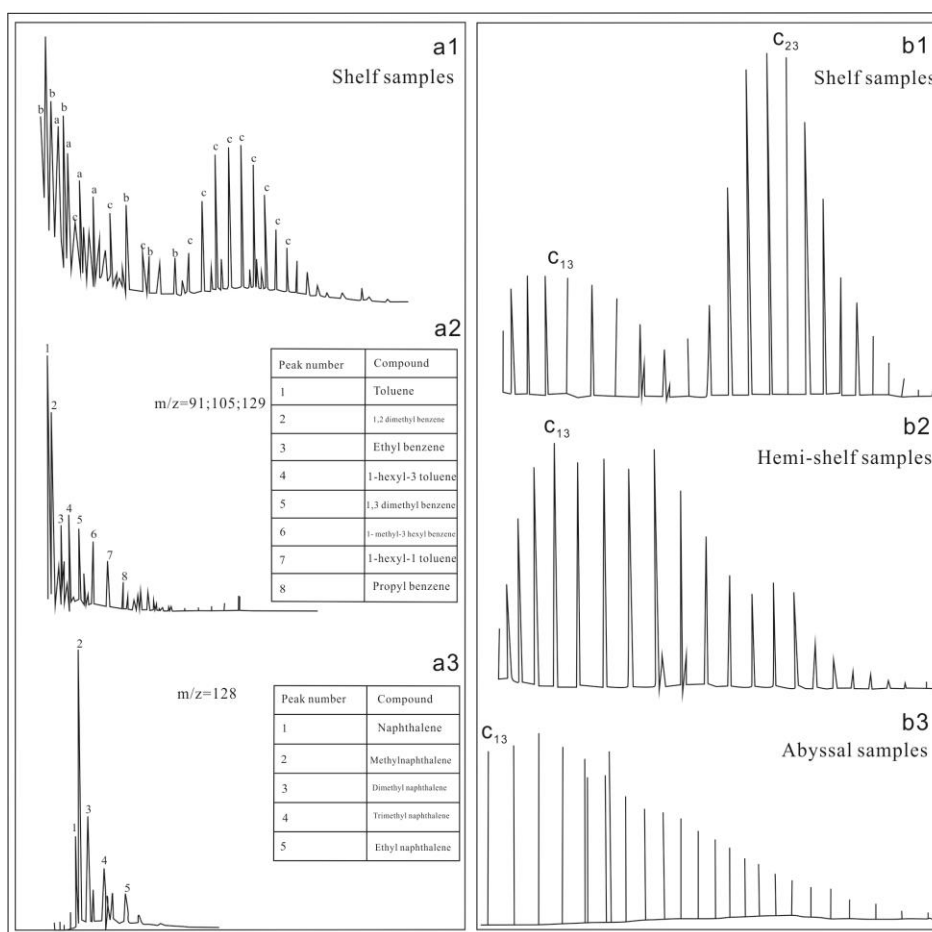 a1
Shelf samples
b
b
a
b
a
a
c
a
c
b
c
b
b
c
c
c
c
c
c
c
c
c
a2
m/z=91;105;129
1
2
3
4
5
6
7
8
Peak number Compound
1 Toluene
2 1,2 dimethyl benzene
3 Ethyl benzene
4 1-hexyl-3 toluene
5 1,3 dimethyl benzene
6 1- methyl-3 hexyl benzene
7 1-hexyl-1 toluene
8 Propyl benzene
a3
m/z=128
2
1
3
4
5
Peak number Compound
1 Naphthalene
2 Methylnaphthalene
3 Dimethyl naphthalene
4 Trimethyl naphthalene
5 Ethyl naphthalene
b1
Shelf samples
C23
C13
b2
Hemi-shelf samples
C13
b3
Abyssal samples
C13